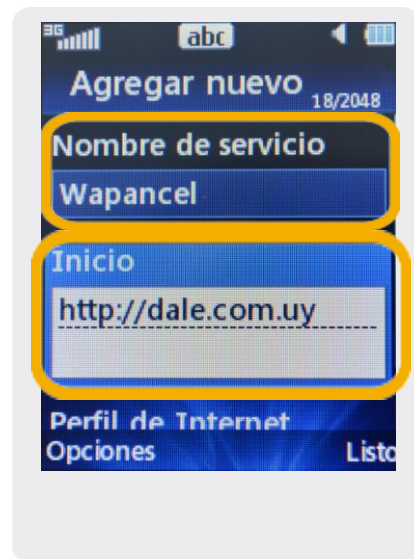 3G abc
Agregar nuevo
18/2048
Nombre de servicio
Wapancel
Inicio
http://dale.com.uy
Perfil de Internet
Opciones Listo